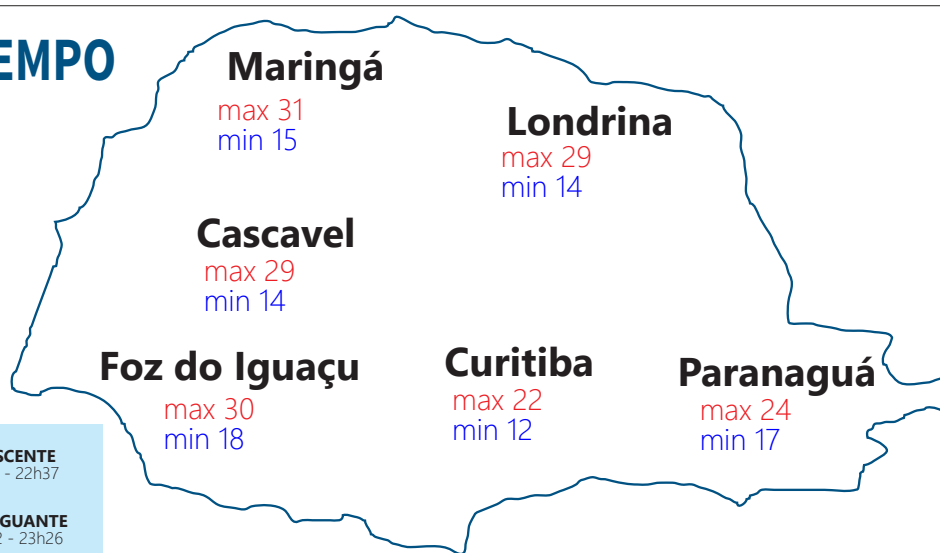 EMPO
Maringá
max 31
min 15
Londrina
max 29
min 14
Cascavel
max 29
min 14
Foz do Iguaçu
max 30
min 18
Curitiba
max 22
min 12
Paranaguá
max 24
min 17
SCENTE
- 22h37
GUANTE
2 - 23h26